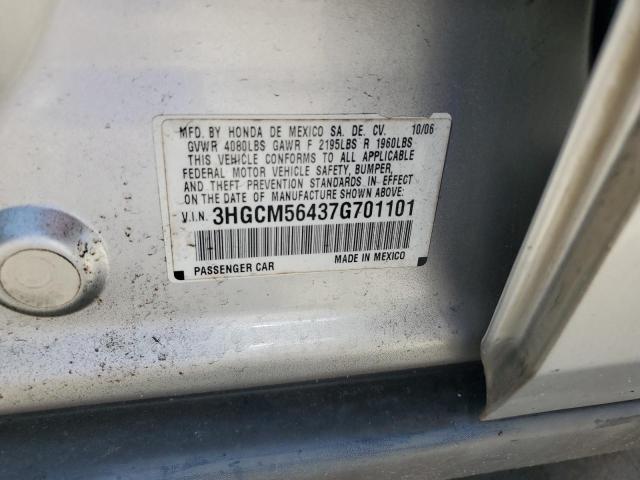 MFD. BY HONDA DE MEXICO SA. DE. CV. 10/06
GVWR 4080LBS GAWR F 2195LBS R 1960LBS
THIS VEHICLE CONFORMS TO ALL APPLICABLE
FEDERAL MOTOR VEHICLE SAFETY, BUMPER,
AND THEFT PREVENTION STANDARDS IN EFFECT
ON THE DATE OF MANUFACTURE SHOWN ABOVE:
V.I.N. 3HGCM56437G701101
PASSENGER CAR MADE IN MEXICO